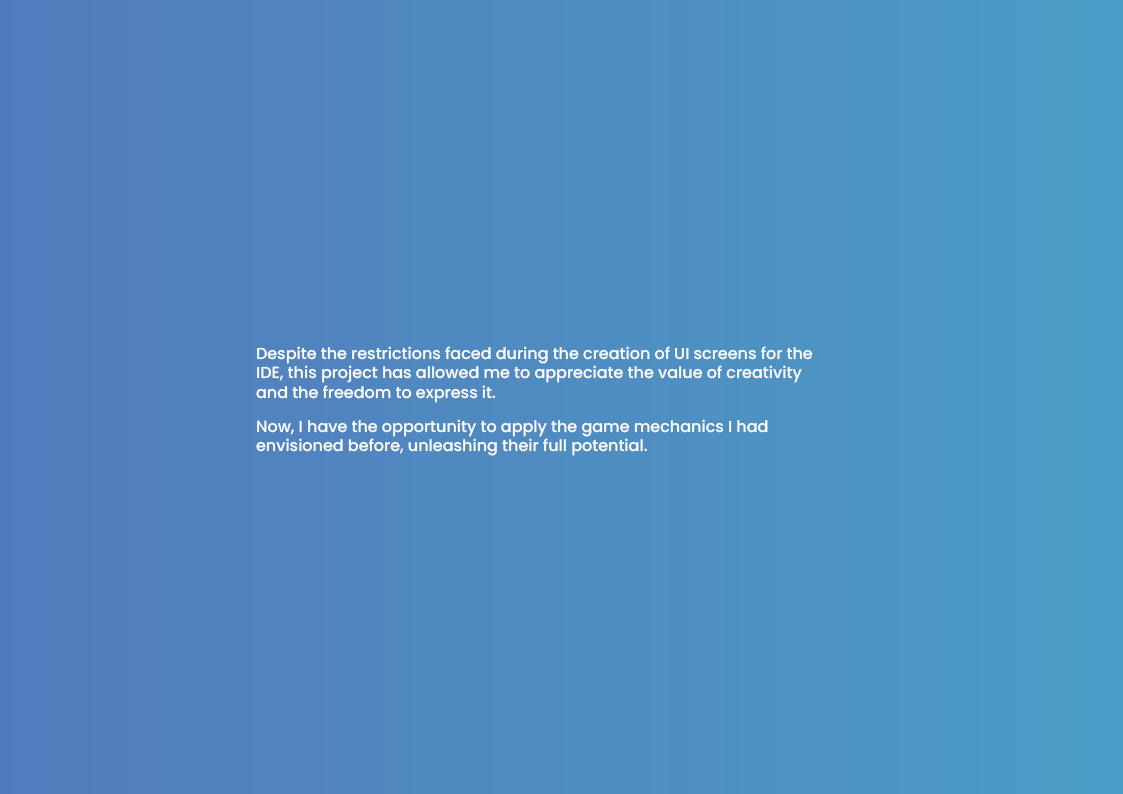 Despite the restrictions faced during the creation of UI screens for the
IDE, this project has allowed me to appreciate the value of creativity
and the freedom to express it.
Now, I have the opportunity to apply the game mechanics I had
envisioned before, unleashing their full potential.